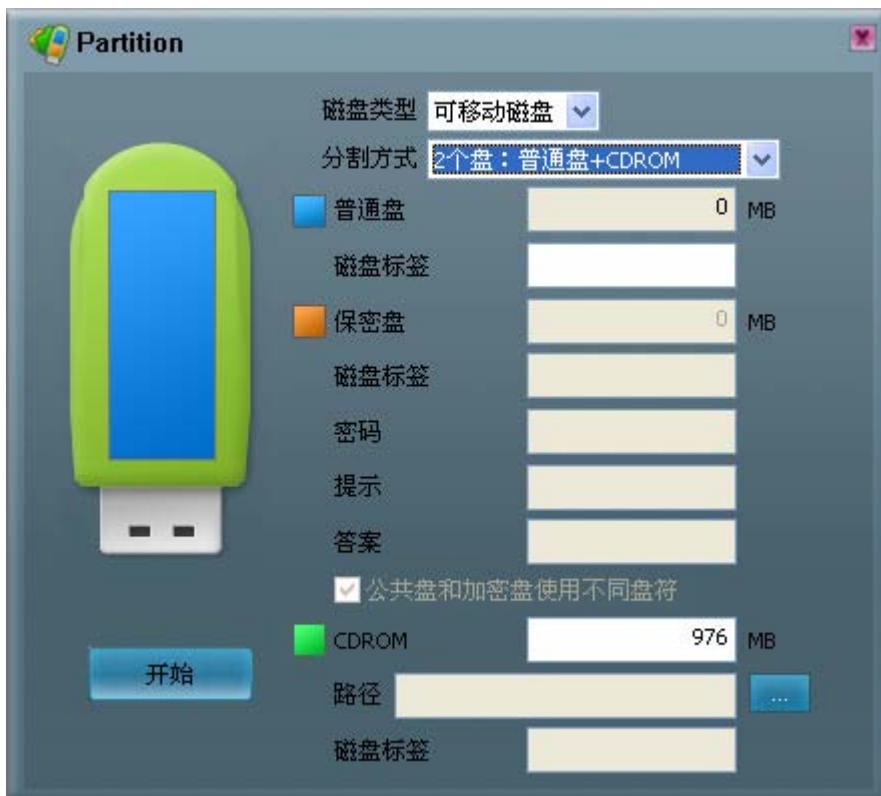 Partition
磁盘类型 可移动磁盘
分割方式 2个盘：普通盘+CDROM
普通盘 0 MB
磁盘标签
保密盘 0 MB
磁盘标签
密码
提示
答案
公共盘和加密盘使用不同盘符
CDROM 976 MB
开始
路径 ...
磁盘标签